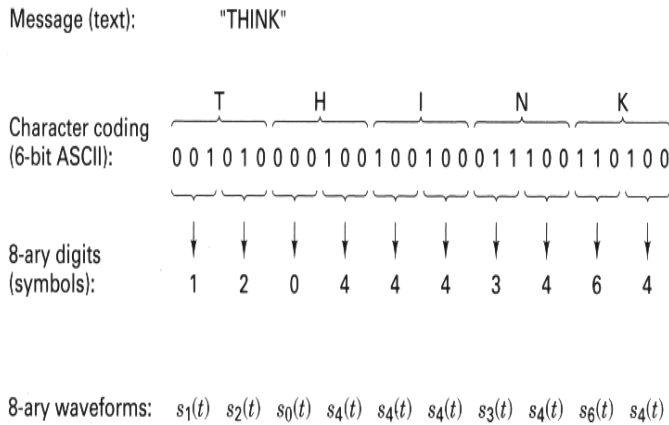 Message (text): "THINK"
T H I N K
Character coding
(6-bit ASCII): 0 0 1 0 1 0 0 0 0 1 0 0 1 0 0 1 0 0 0 1 1 1 0 0 1 1 0 1 0 0
8-ary digits
(symbols): 1 2 0 4 4 4 3 4 6 4
8-ary waveforms: s₁(t) s₂(t) s₀(t) s₄(t) s₄(t) s₄(t) s₃(t) s₄(t) s₆(t) s₄(t)